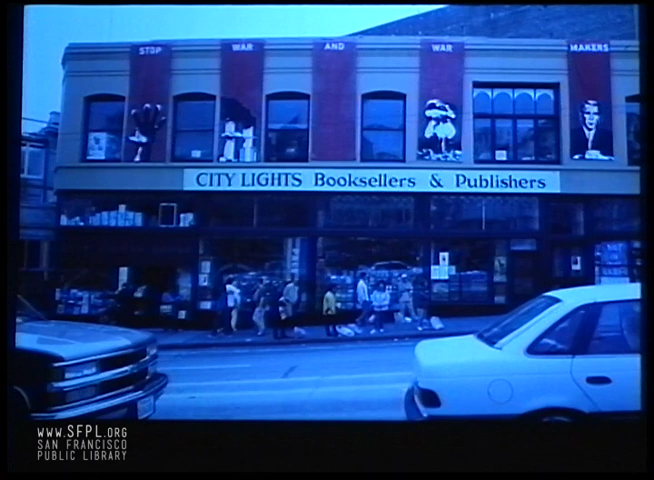 STOP WAR AND WAR MAKERS
CITY LIGHTS Booksellers & Publishers
WWW.SFPL.ORG
SAN FRANCISCO
PUBLIC LIBRARY